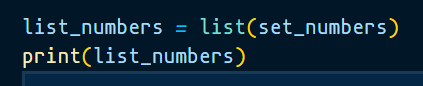 list_numbers = list(set_numbers)
print(list_numbers)